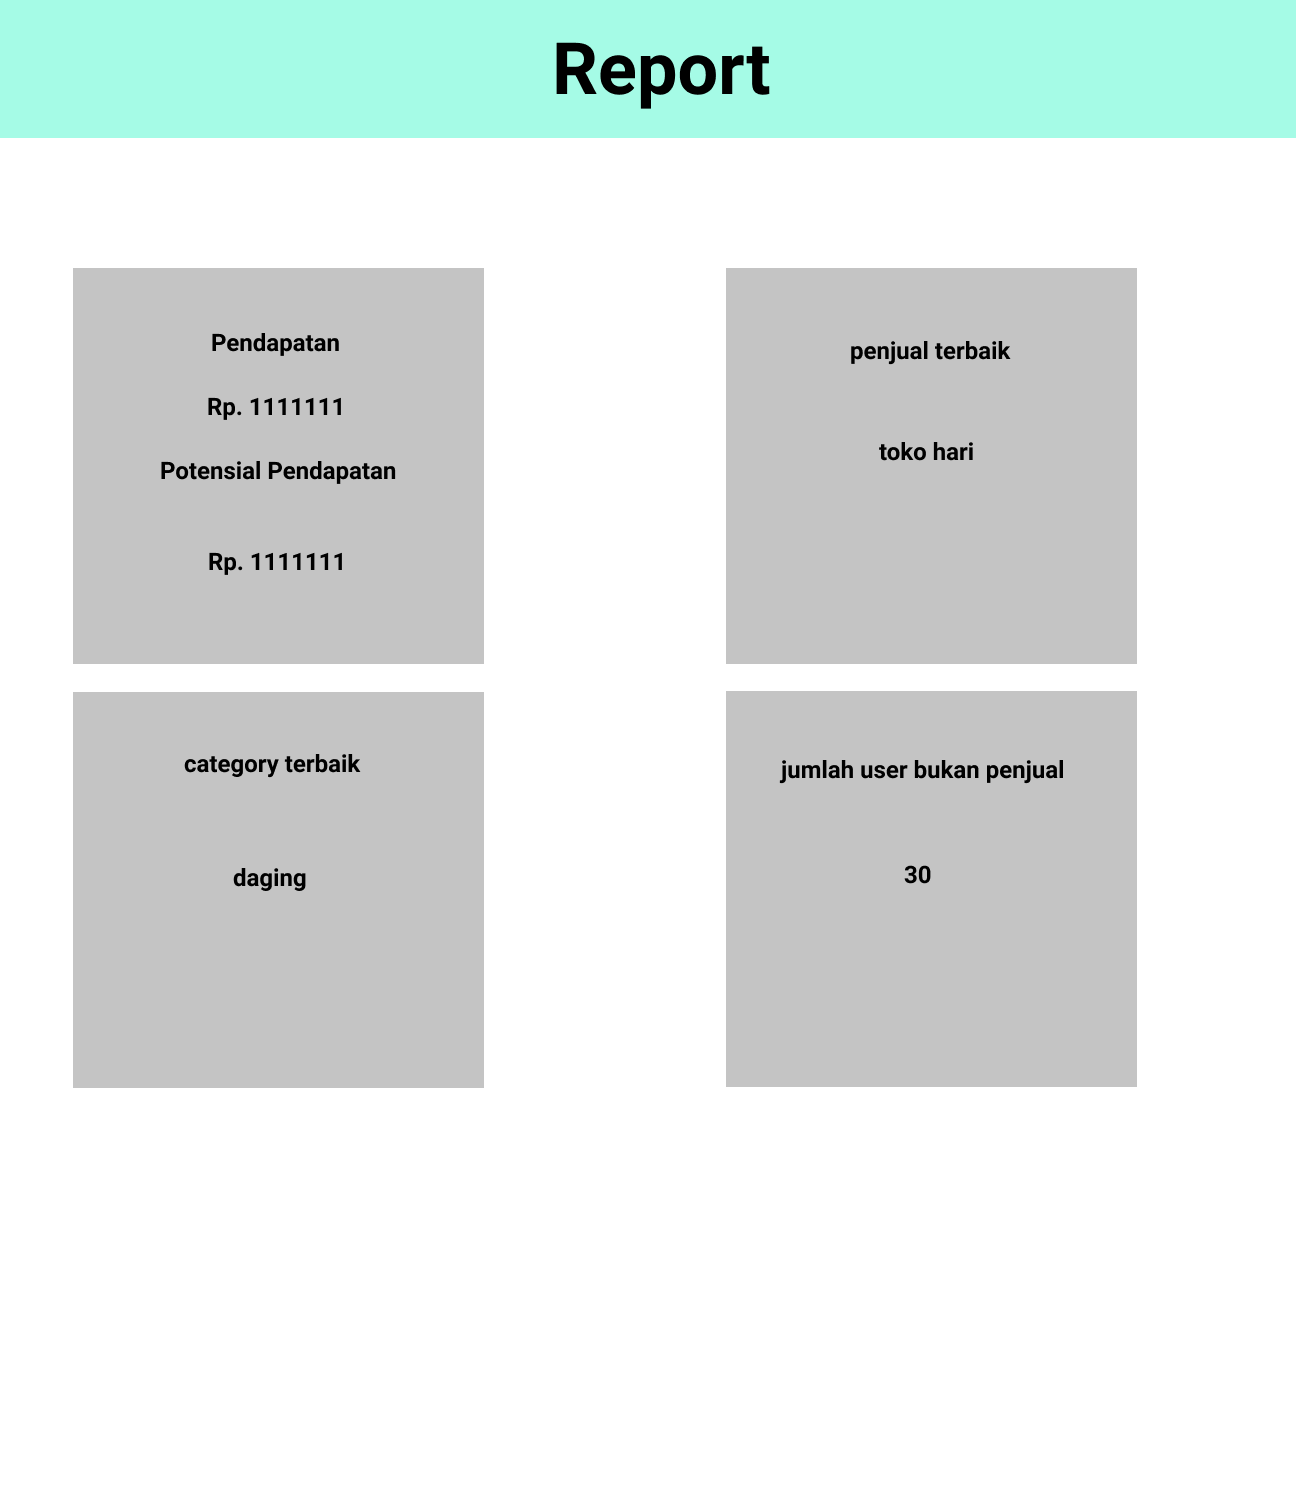 Report
Pendapatan
Rp. 1111111
Potensial Pendapatan
Rp. 1111111
penjual terbaik
toko hari
category terbaik
daging
jumlah user bukan penjual
30